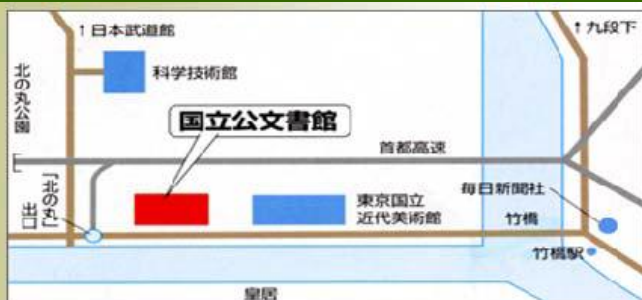 ↑日本武道館
↑九段下
科学技術館
北の丸公園
国立公文書館
首都高速
「北の丸」
出口
東京国立
近代美術館
毎日新聞社
竹橋
竹橋駅
皇居